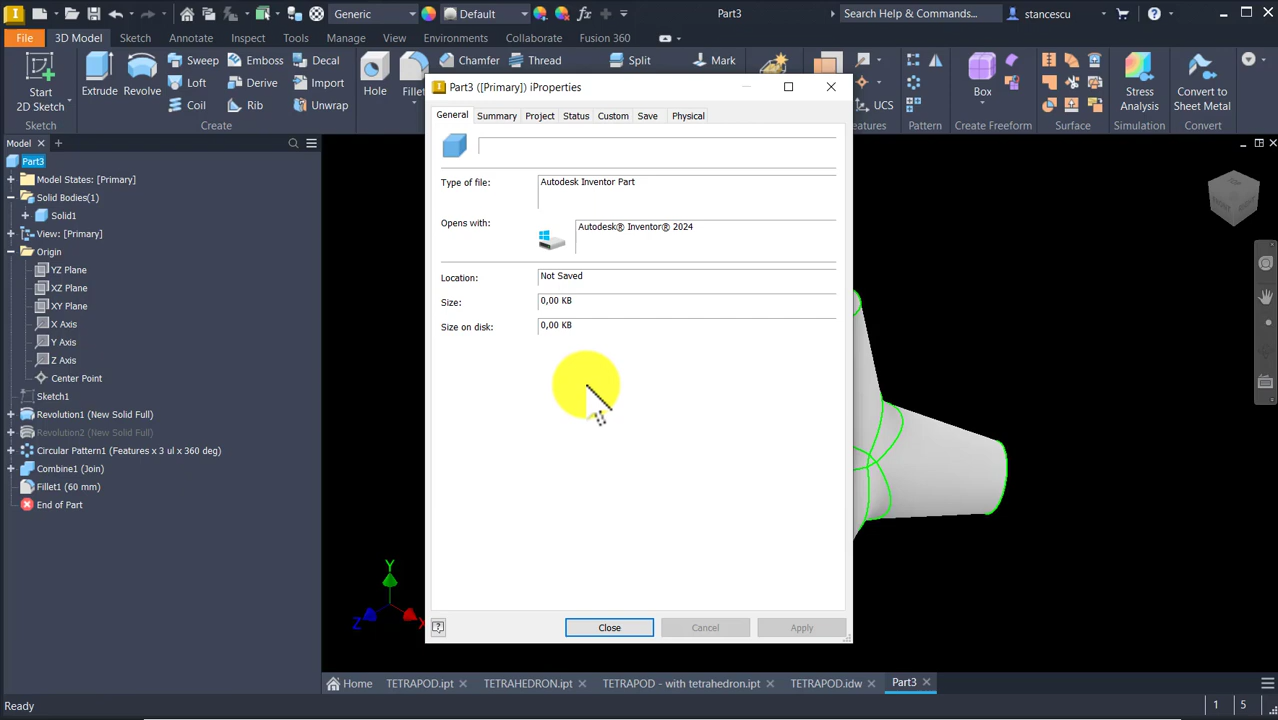 Generic
Default
Part3
Search Help & Commands...
stancescu
File
3D Model
Sketch
Annotate
Inspect
Tools
Manage
View
Environments
Collaborate
Fusion 360
Start
2D Sketch
Sketch
Extrude
Revolve
Sweep
Loft
Coil
Emboss
Derive
Rib
Decal
Import
Unwrap
Create
Hole
Fillet
Chamfer
Thread
Split
Mark
UCS
Pattern
Box
Create Freeform
Surface
Stress
Analysis
Simulation
Convert to
Sheet Metal
Convert
Model
Part3
Model States: [Primary]
Solid Bodies(1)
Solid1
View: [Primary]
Origin
YZ Plane
XZ Plane
XY Plane
X Axis
Y Axis
Z Axis
Center Point
Sketch1
Revolution1 (New Solid Full)
Revolution2 (New Solid Full)
Circular Pattern1 (Features x 3 ul x 360 deg)
Combine1 (Join)
Fillet1 (60 mm)
End of Part
Part3 ([Primary]) iProperties
General
Summary
Project
Status
Custom
Save
Physical
Type of file:
Autodesk Inventor Part
Opens with:
Autodesk® Inventor® 2024
Location:
Not Saved
Size:
0,00 KB
Size on disk:
0,00 KB
Close
Cancel
Apply
Y
Z
X
Home
TETRAPOD.ipt
TETRAHEDRON.ipt
TETRAPOD - with tetrahedron.ipt
TETRAPOD.idw
Part3
Ready
1
5